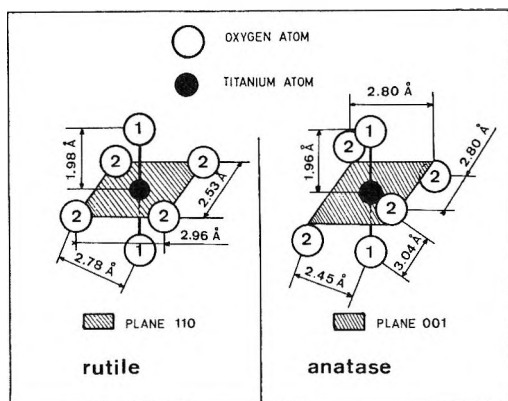 OXYGEN ATOM
TITANIUM ATOM
1
2
2
2
2
1
1.98 Å
2.53 Å
2.96 Å
2.78 Å
PLANE 110
rutile
2.80 Å
1
2
2
2
2
1
1.96 Å
2.80 Å
3.04 Å
2.45 Å
PLANE 001
anatase